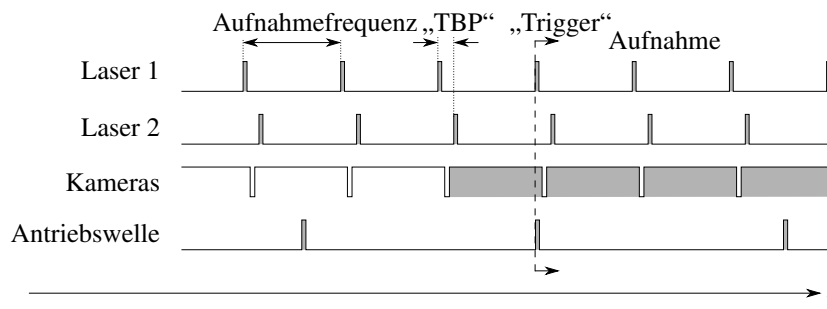 Aufnahmefrequenz „TBP“ „Trigger“
Aufnahme
Laser 1
Laser 2
Kameras
Antriebswelle